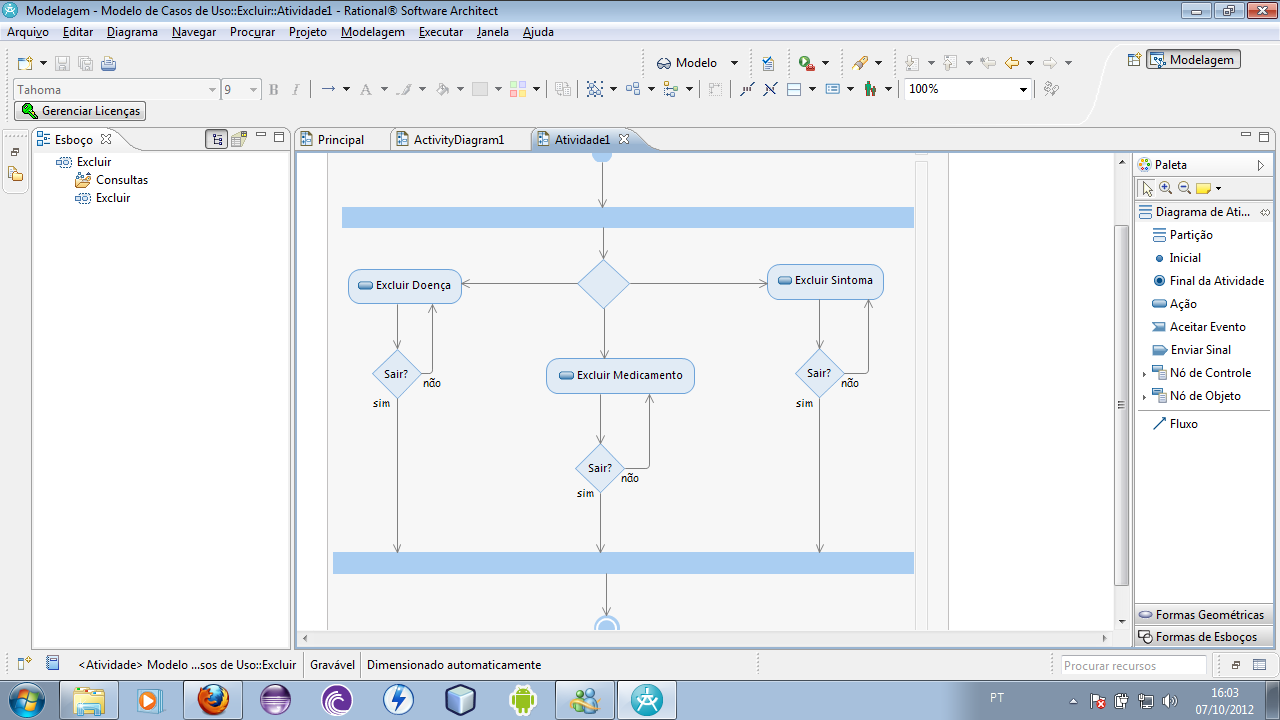 Modelagem - Modelo de Casos de Uso::Excluir::Atividade1 - Rational® Software Architect
Arquivo Editar Diagrama Navegar Procurar Projeto Modelagem Executar Janela Ajuda
Modelo
Modelagem
Tahoma 9 B I A 100%
Gerenciar Licenças
Esboço
Principal ActivityDiagram1 Atividade1
Excluir
Consultas
Excluir
Paleta
Diagrama de Ati...
Partição
Inicial
Final da Atividade
Ação
Aceitar Evento
Enviar Sinal
Nó de Controle
Nó de Objeto
Fluxo
Formas Geométricas
Formas de Esboços
Excluir Doença
Excluir Sintoma
Sair?
não
sim
Excluir Medicamento
Sair?
não
sim
Sair?
não
sim
<Atividade> Modelo ...sos de Uso::Excluir Gravável Dimensionado automaticamente
Procurar recursos
PT
16:03
07/10/2012